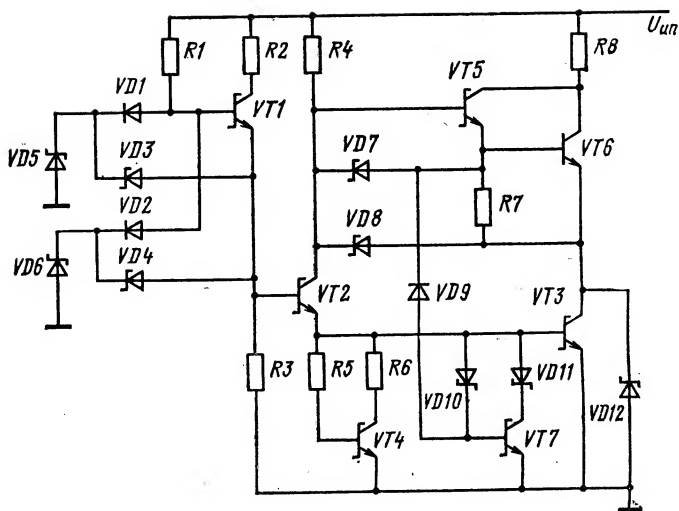 Uип
R1
R2
R4
R8
VT5
VD1
VT1
VD7
VT6
VD5
VD3
R7
VD2
VD8
VD6
VD4
VT2
VD9
VT3
R3
R5
R6
VD10
VD11
VD12
VT4
VT7